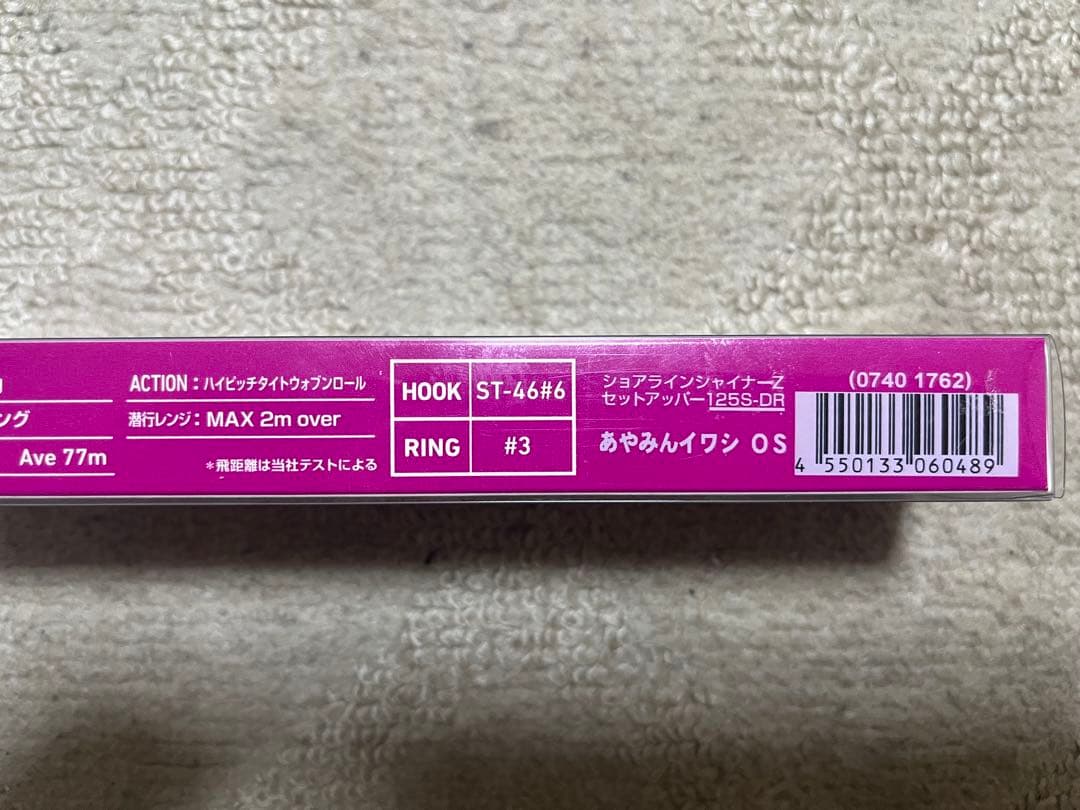 ング
Ave 77m
ACTION：ハイピッチタイトウォブンロール
潜行レンジ：MAX 2m over
＊飛距離は当社テストによる
HOOK ST-46#6
RING #3
ショアラインシャイナーZ
セットアッパー125S-DR
あやみんイワシ OS
(0740 1762)
4 550133 060489